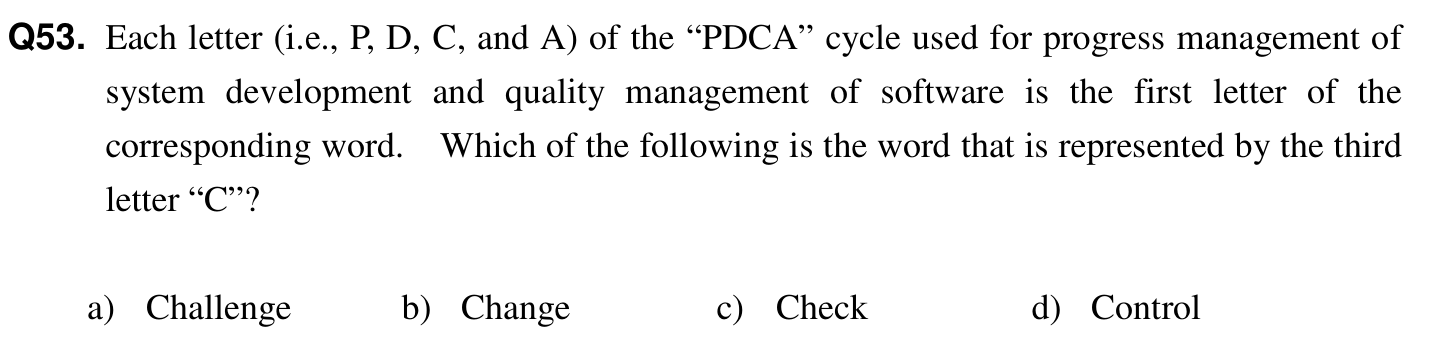 Q53. Each letter (i.e., P, D, C, and A) of the “PDCA” cycle used for progress management of
system development and quality management of software is the first letter of the
corresponding word. Which of the following is the word that is represented by the third
letter “C”?
a) Challenge b) Change c) Check d) Control